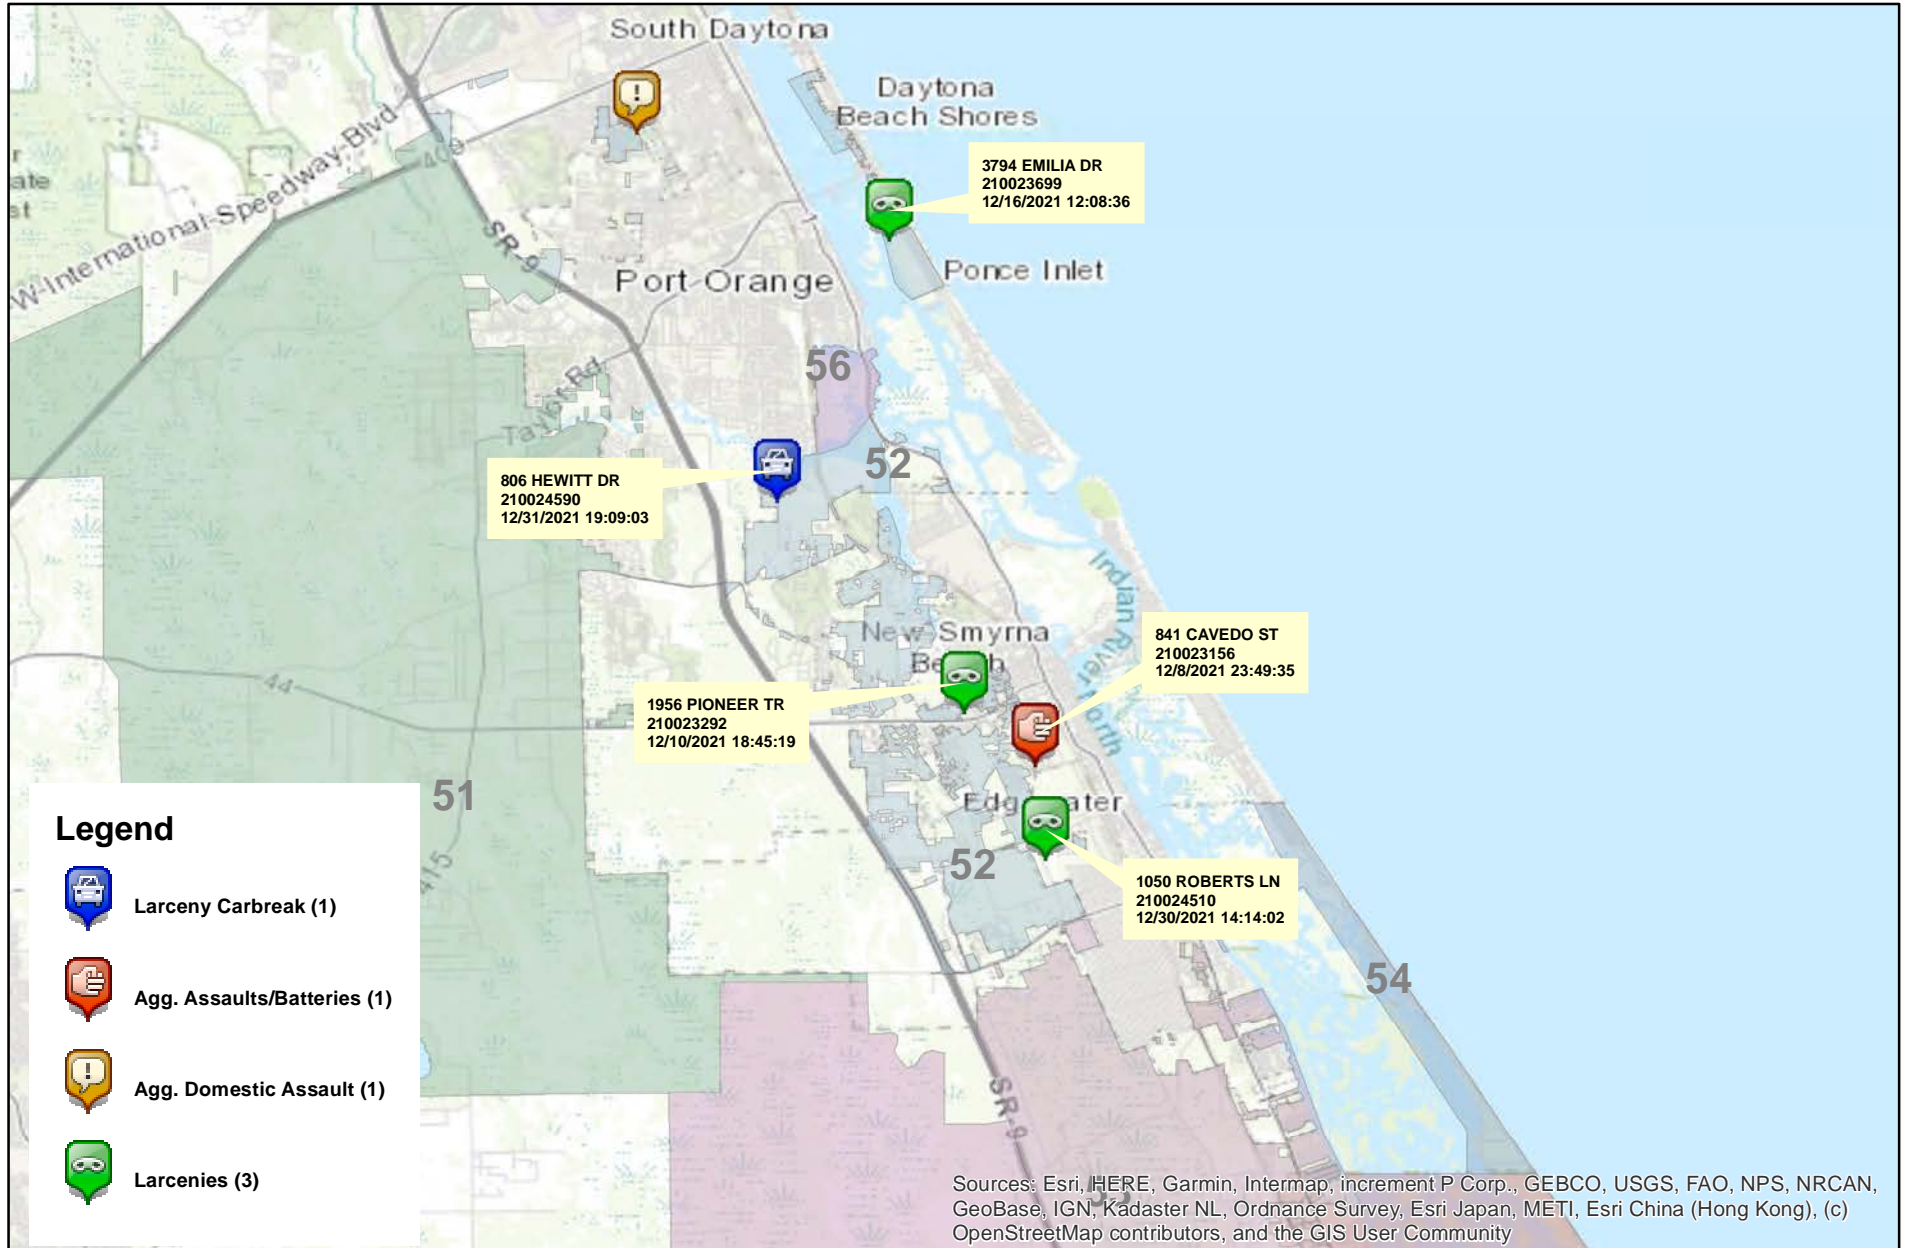 South Daytona
Daytona
Beach Shores
3794 EMILIA DR
210023699
12/16/2021 12:08:36
W-International-Speedway-Blvd
400
SR-9
Port Orange
Ponce Inlet
56
Taylor Rd
52
806 HEWITT DR
210024590
12/31/2021 19:09:03
Indian River North
New Smyrna
841 CAVEDO ST
210023156
12/8/2021 23:49:35
44
1956 PIONEER TR
210023292
12/10/2021 18:45:19
51
415
52
1050 ROBERTS LN
210024510
12/30/2021 14:14:02
54
SR-9
Legend
Larceny Carbreak (1)
Agg. Assaults/Batteries (1)
Agg. Domestic Assault (1)
Larcenies (3)
Sources: Esri, HERE, Garmin, Intermap, increment P Corp., GEBCO, USGS, FAO, NPS, NRCAN,
GeoBase, IGN, Kadaster NL, Ordnance Survey, Esri Japan, METI, Esri China (Hong Kong), (c)
OpenStreetMap contributors, and the GIS User Community